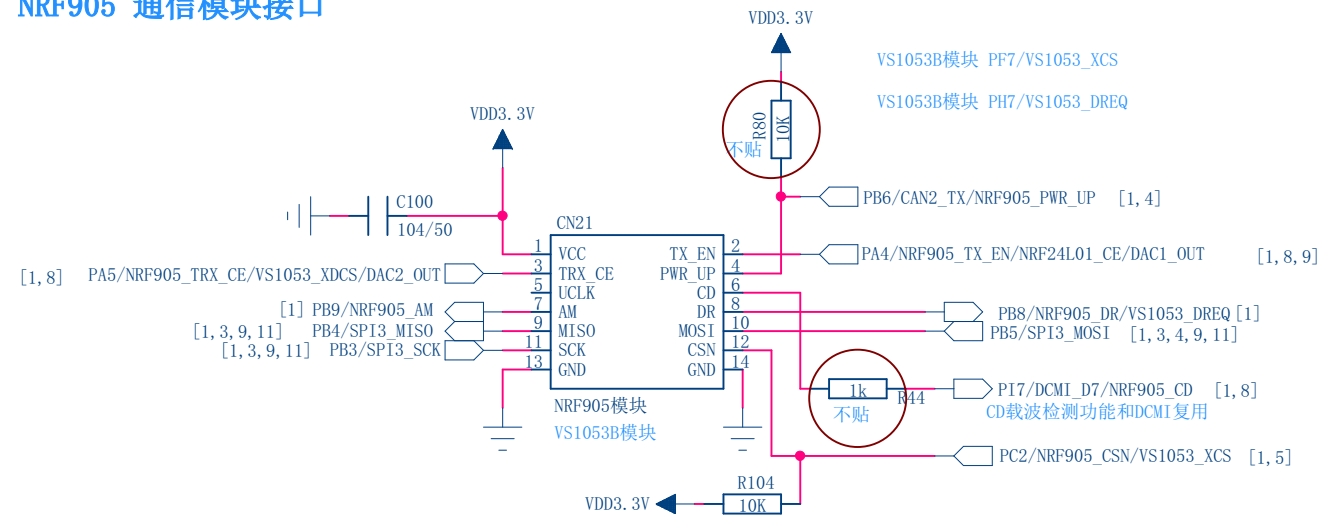 NRF905 通信模块接口
VDD3.3V
VS1053B模块 PF7/VS1053_XCS
VS1053B模块 PH7/VS1053_DREQ
VDD3.3V
R80
10K
不贴
C100
104/50
PB6/CAN2_TX/NRF905_PWR_UP [1,4]
CN21
1 VCC TX_EN 2
PA4/NRF905_TX_EN/NRF24L01_CE/DAC1_OUT [1,8,9]
[1,8] PA5/NRF905_TRX_CE/VS1053_XDCS/DAC2_OUT
3 TRX_CE PWR_UP 4
5 UCLK CD 6
[1] PB9/NRF905_AM
7 AM DR 8
PB8/NRF905_DR/VS1053_DREQ [1]
[1,3,9,11] PB4/SPI3_MISO
9 MISO MOSI 10
PB5/SPI3_MOSI [1,3,4,9,11]
[1,3,9,11] PB3/SPI3_SCK
11 SCK CSN 12
13 GND GND 14
1k
R44
PI7/DCMI_D7/NRF905_CD [1,8]
NRF905模块
不贴
CD载波检测功能和DCMI复用
VS1053B模块
PC2/NRF905_CSN/VS1053_XCS [1,5]
R104
VDD3.3V
10K